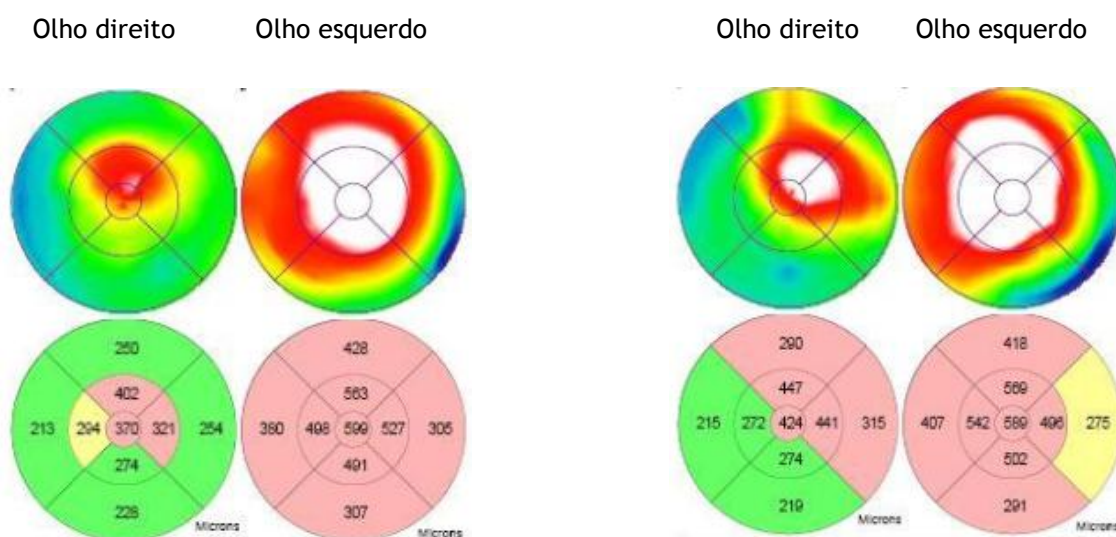 Olho direito Olho esquerdo Olho direito Olho esquerdo
250 428 290 418
402 563 447 569
213 294 370 321 254 380 498 599 527 305 215 272 424 441 315 407 542 589 496 275
274 491 274 502
228 307 219 291
Microns Microns Microns Microns